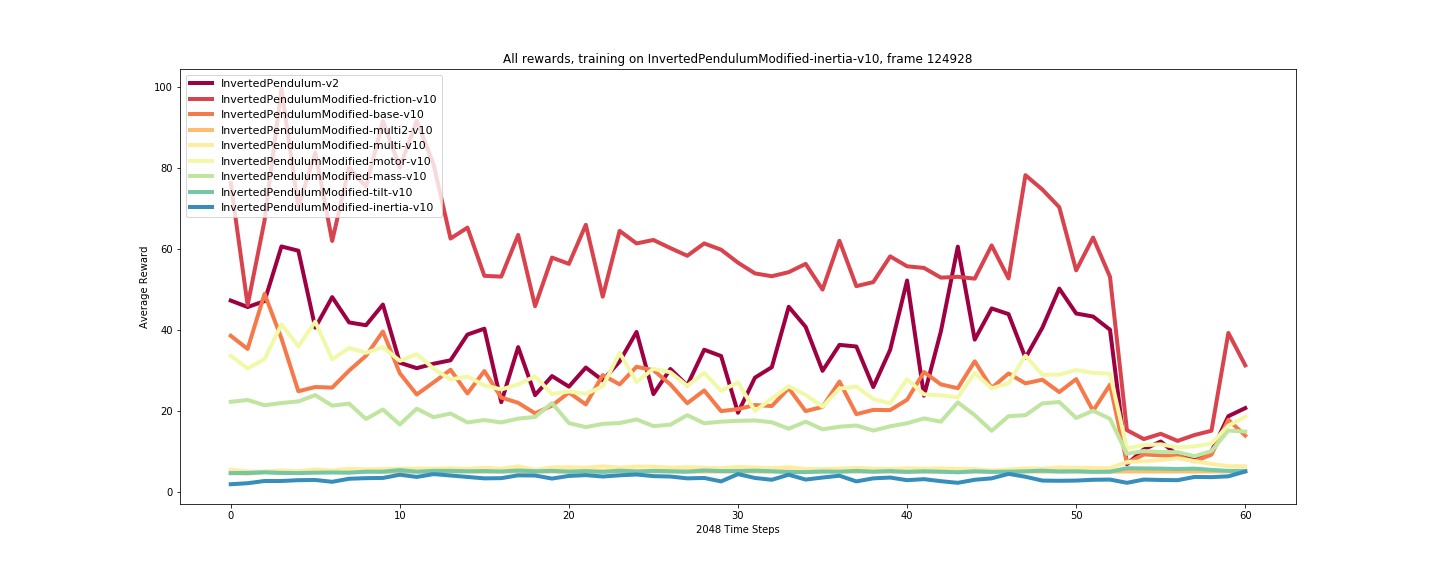 All rewards, training on InvertedPendulumModified-inertia-v10, frame 124928
InvertedPendulum-v2
InvertedPendulumModified-friction-v10
InvertedPendulumModified-base-v10
InvertedPendulumModified-multi2-v10
InvertedPendulumModified-multi-v10
InvertedPendulumModified-motor-v10
InvertedPendulumModified-mass-v10
InvertedPendulumModified-tilt-v10
InvertedPendulumModified-inertia-v10
100
80
60
40
20
0
Average Reward
0 10 20 30 40 50 60
2048 Time Steps